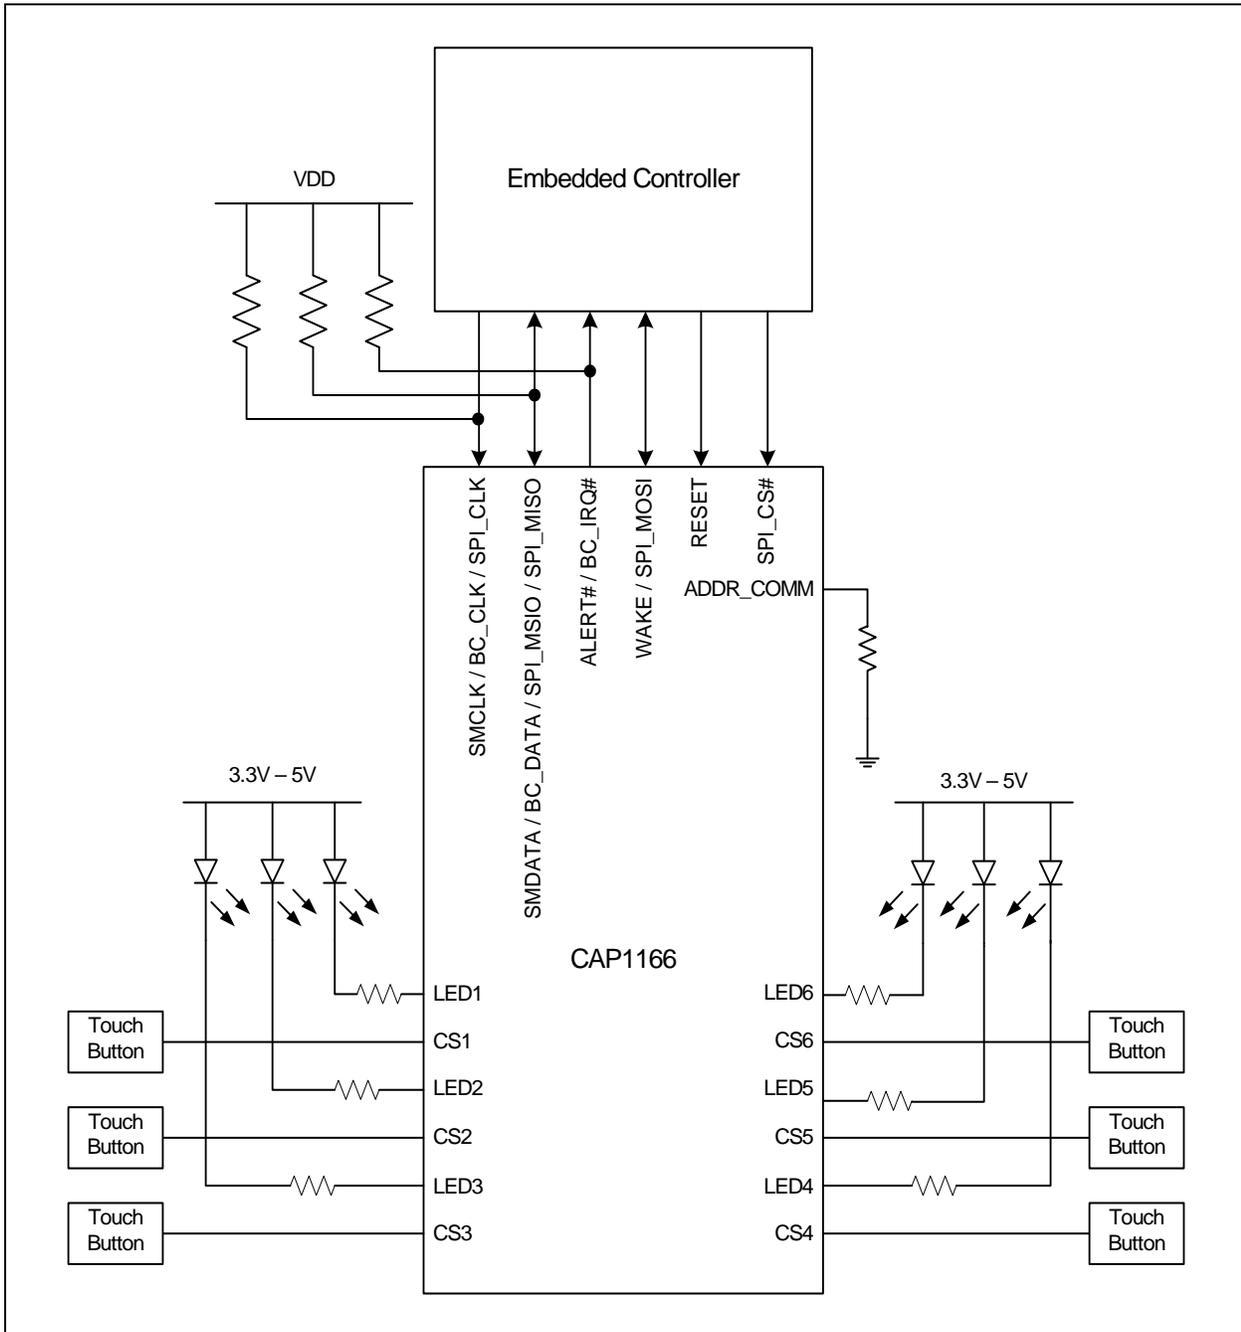 Embedded Controller
VDD
SMCLK / BC_CLK / SPI_CLK
SMDATA / BC_DATA / SPI_MSIO / SPI_MISO
ALERT# / BC_IRQ#
WAKE / SPI_MOSI
RESET
SPI_CS#
ADDR_COMM
3.3V – 5V
3.3V – 5V
CAP1166
LED1
LED6
Touch
Button
CS1
CS6
Touch
Button
LED2
LED5
Touch
Button
CS2
CS5
Touch
Button
LED3
LED4
Touch
Button
CS3
CS4
Touch
Button